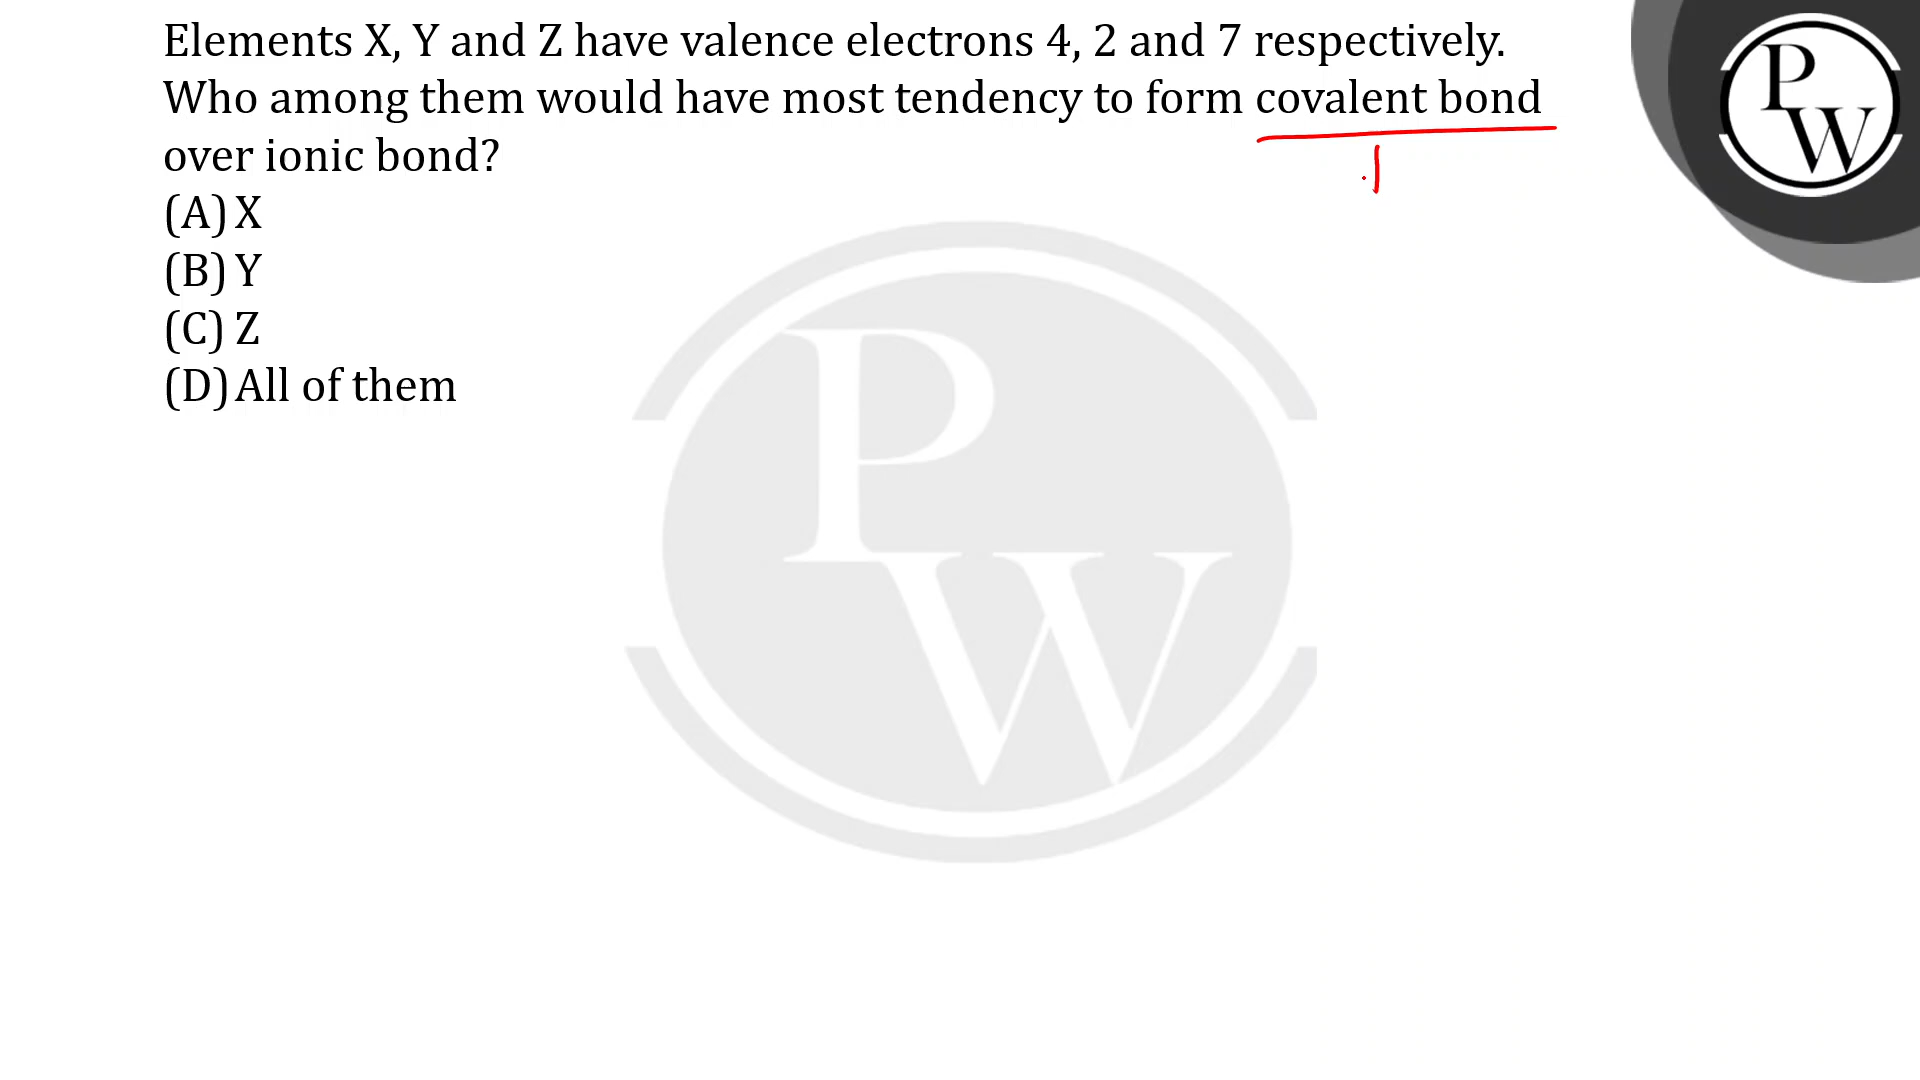 Elements X, Y and Z have valence electrons 4, 2 and 7 respectively.
Who among them would have most tendency to form covalent bond
over ionic bond?
(A) X
(B) Y
(C) Z
(D) All of them
P
W
P
W